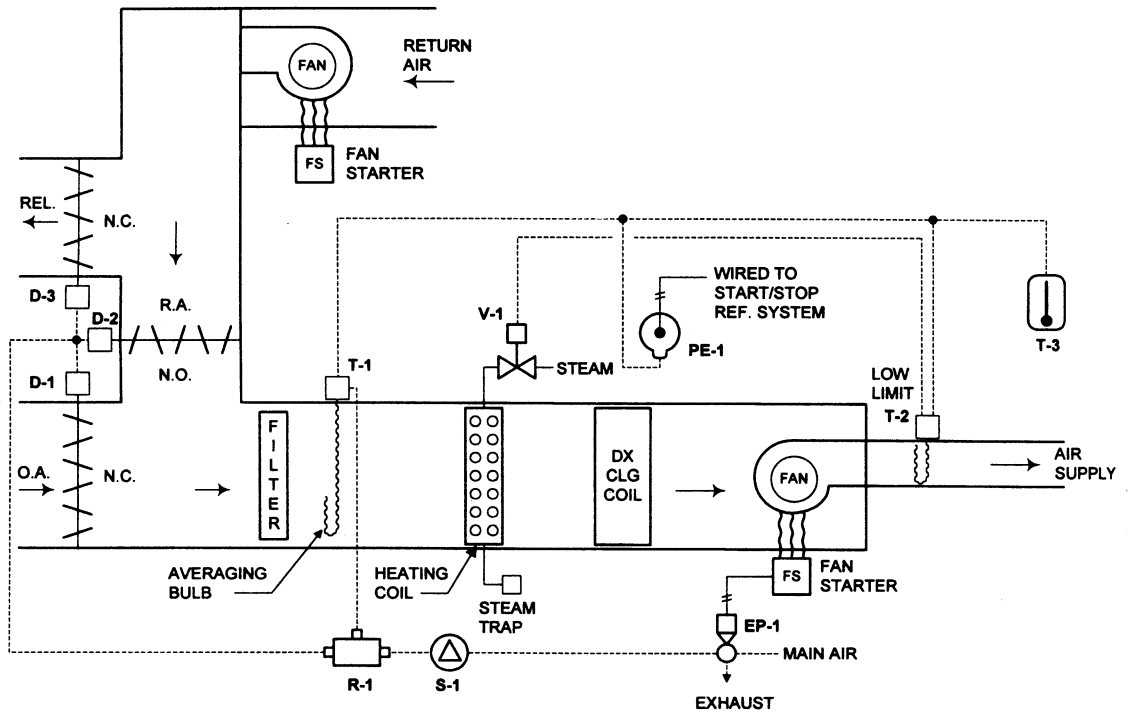 FAN
RETURN
AIR
FS
FAN
STARTER
REL.
N.C.
D-3
D-2
R.A.
N.O.
D-1
T-1
V-1
STEAM
WIRED TO
START/STOP
REF. SYSTEM
PE-1
T-3
LOW
LIMIT
T-2
O.A.
N.C.
F
I
L
T
E
R
DX
CLG
COIL
FAN
AIR
SUPPLY
AVERAGING
BULB
HEATING
COIL
STEAM
TRAP
FS
FAN
STARTER
EP-1
MAIN AIR
R-1
S-1
EXHAUST